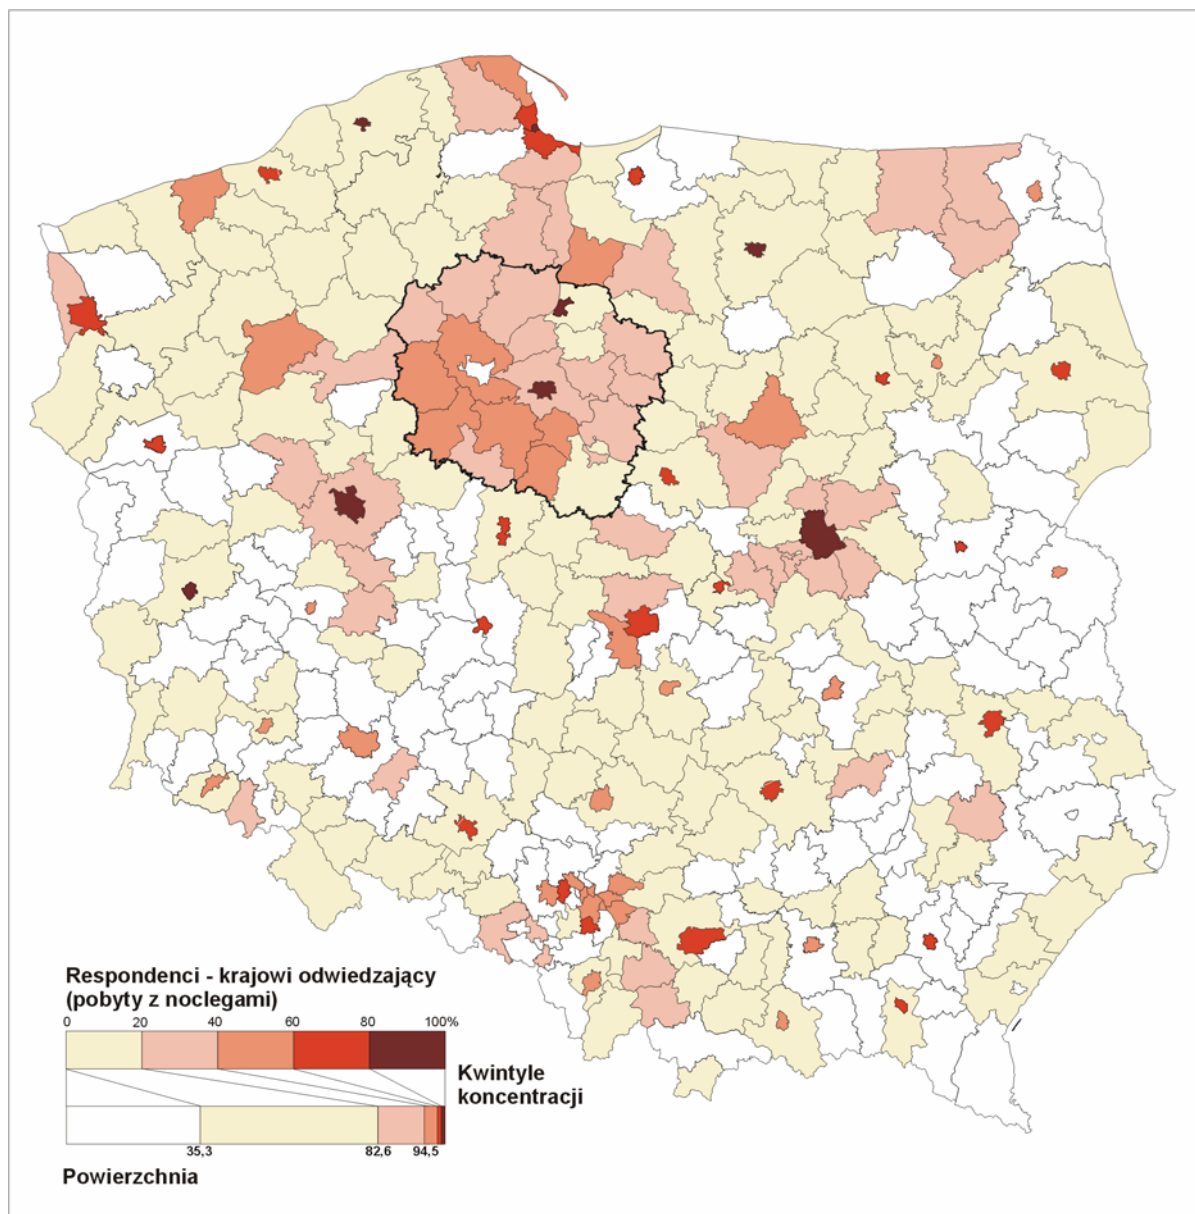 Respondenci - krajowi odwiedzający
(pobyty z noclegami)
0 20 40 60 80 100%
Kwintyle
koncentracji
35,3 82,6 94,5
Powierzchnia